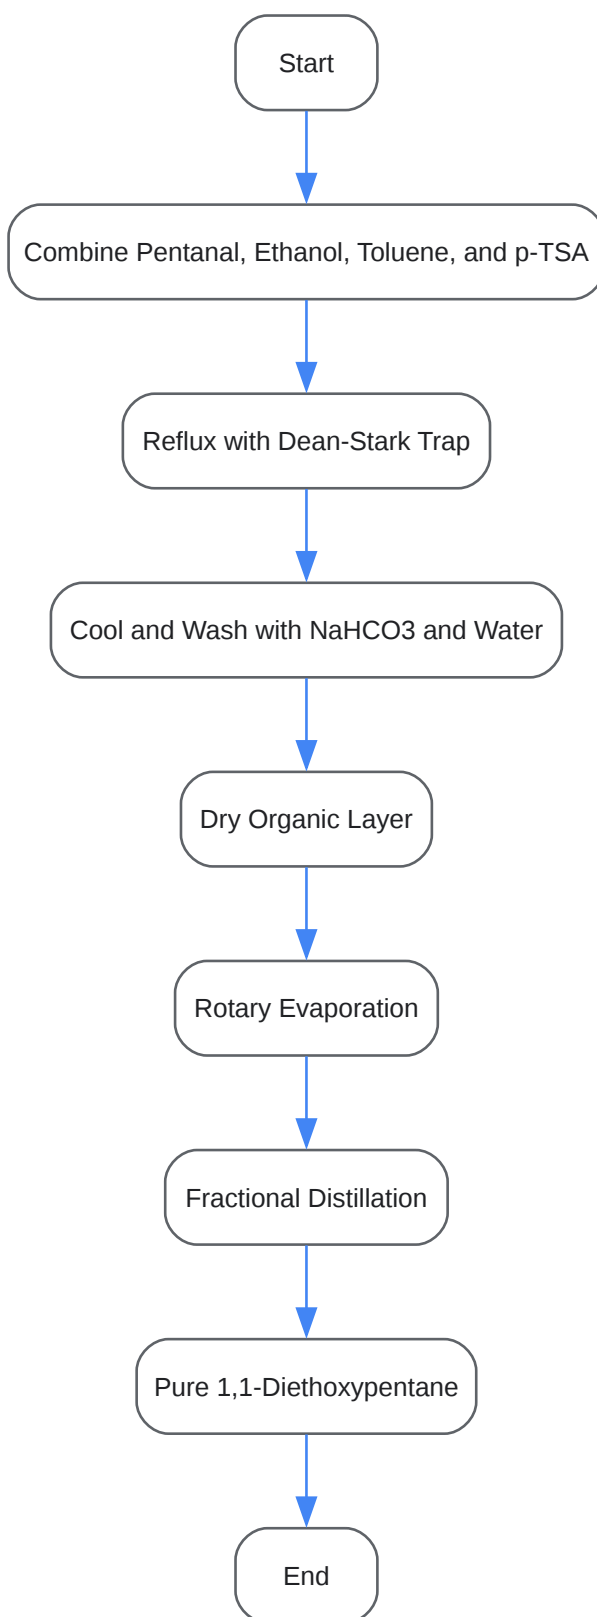 Start
Combine Pentanal, Ethanol, Toluene, and p-TSA
Reflux with Dean-Stark Trap
Cool and Wash with NaHCO3 and Water
Dry Organic Layer
Rotary Evaporation
Fractional Distillation
Pure 1,1-Diethoxypentane
End